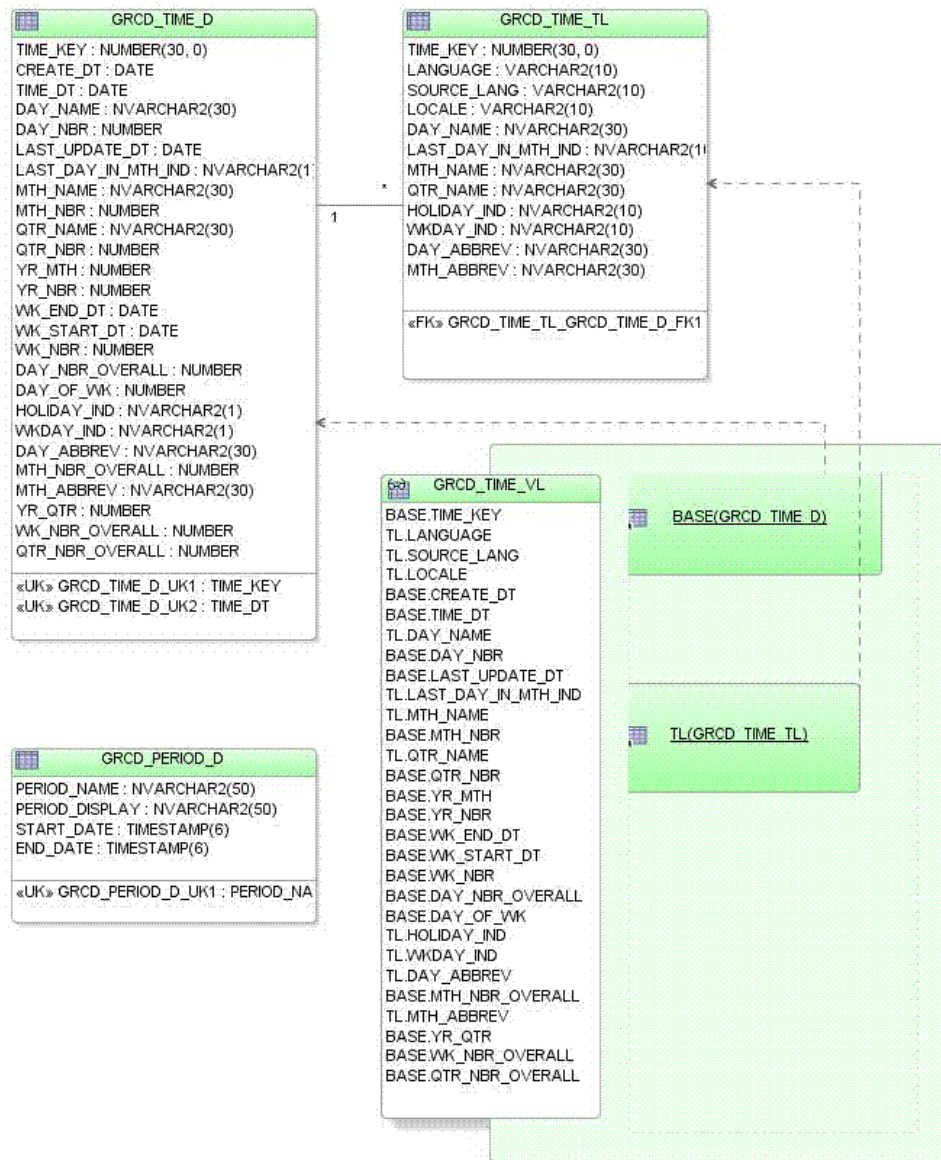 GRCD_TIME_D
TIME_KEY : NUMBER(30, 0)
CREATE_DT : DATE
TIME_DT : DATE
DAY_NAME : NVARCHAR2(30)
DAY_NBR : NUMBER
LAST_UPDATE_DT : DATE
LAST_DAY_IN_MTH_IND : NVARCHAR2(1
MTH_NAME : NVARCHAR2(30)
MTH_NBR : NUMBER
QTR_NAME : NVARCHAR2(30)
QTR_NBR : NUMBER
YR_MTH : NUMBER
YR_NBR : NUMBER
WK_END_DT : DATE
WK_START_DT : DATE
WK_NBR : NUMBER
DAY_NBR_OVERALL : NUMBER
DAY_OF_WK : NUMBER
HOLIDAY_IND : NVARCHAR2(1)
WKDAY_IND : NVARCHAR2(1)
DAY_ABBREV : NVARCHAR2(30)
MTH_NBR_OVERALL : NUMBER
MTH_ABBREV : NVARCHAR2(30)
YR_QTR : NUMBER
WK_NBR_OVERALL : NUMBER
QTR_NBR_OVERALL : NUMBER
«UK» GRCD_TIME_D_UK1 : TIME_KEY
«UK» GRCD_TIME_D_UK2 : TIME_DT
1
*
GRCD_TIME_TL
TIME_KEY : NUMBER(30, 0)
LANGUAGE : VARCHAR2(10)
SOURCE_LANG : VARCHAR2(10)
LOCALE : VARCHAR2(10)
DAY_NAME : NVARCHAR2(30)
LAST_DAY_IN_MTH_IND : NVARCHAR2(1
MTH_NAME : NVARCHAR2(30)
QTR_NAME : NVARCHAR2(30)
HOLIDAY_IND : NVARCHAR2(10)
WKDAY_IND : NVARCHAR2(10)
DAY_ABBREV : NVARCHAR2(30)
MTH_ABBREV : NVARCHAR2(30)
«FK» GRCD_TIME_TL_GRCD_TIME_D_FK1
GRCD_TIME_VL
BASE.TIME_KEY
TL.LANGUAGE
TL.SOURCE_LANG
TL.LOCALE
BASE.CREATE_DT
BASE.TIME_DT
TL.DAY_NAME
BASE.DAY_NBR
BASE.LAST_UPDATE_DT
TL.LAST_DAY_IN_MTH_IND
TL.MTH_NAME
BASE.MTH_NBR
TL.QTR_NAME
BASE.QTR_NBR
BASE.YR_MTH
BASE.YR_NBR
BASE.WK_END_DT
BASE.WK_START_DT
BASE.WK_NBR
BASE.DAY_NBR_OVERALL
BASE.DAY_OF_WK
TL.HOLIDAY_IND
TL.WKDAY_IND
TL.DAY_ABBREV
BASE.MTH_NBR_OVERALL
TL.MTH_ABBREV
BASE.YR_QTR
BASE.WK_NBR_OVERALL
BASE.QTR_NBR_OVERALL
BASE(GRCD_TIME_D)
TL(GRCD_TIME_TL)
GRCD_PERIOD_D
PERIOD_NAME : NVARCHAR2(50)
PERIOD_DISPLAY : NVARCHAR2(50)
START_DATE : TIMESTAMP(6)
END_DATE : TIMESTAMP(6)
«UK» GRCD_PERIOD_D_UK1 : PERIOD_NA